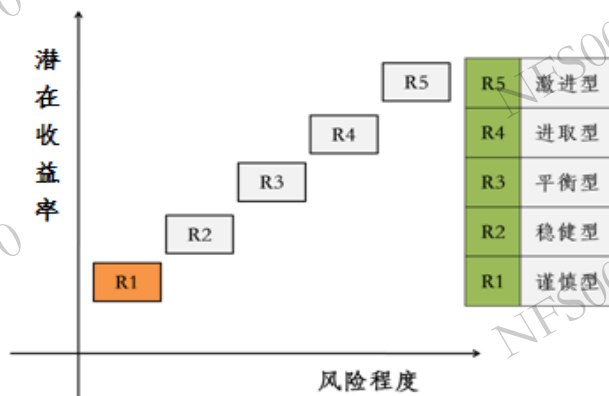 潜在收益率
R5
R4
R3
R2
R1
风险程度
R5 激进型
R4 进取型
R3 平衡型
R2 稳健型
R1 谨慎型